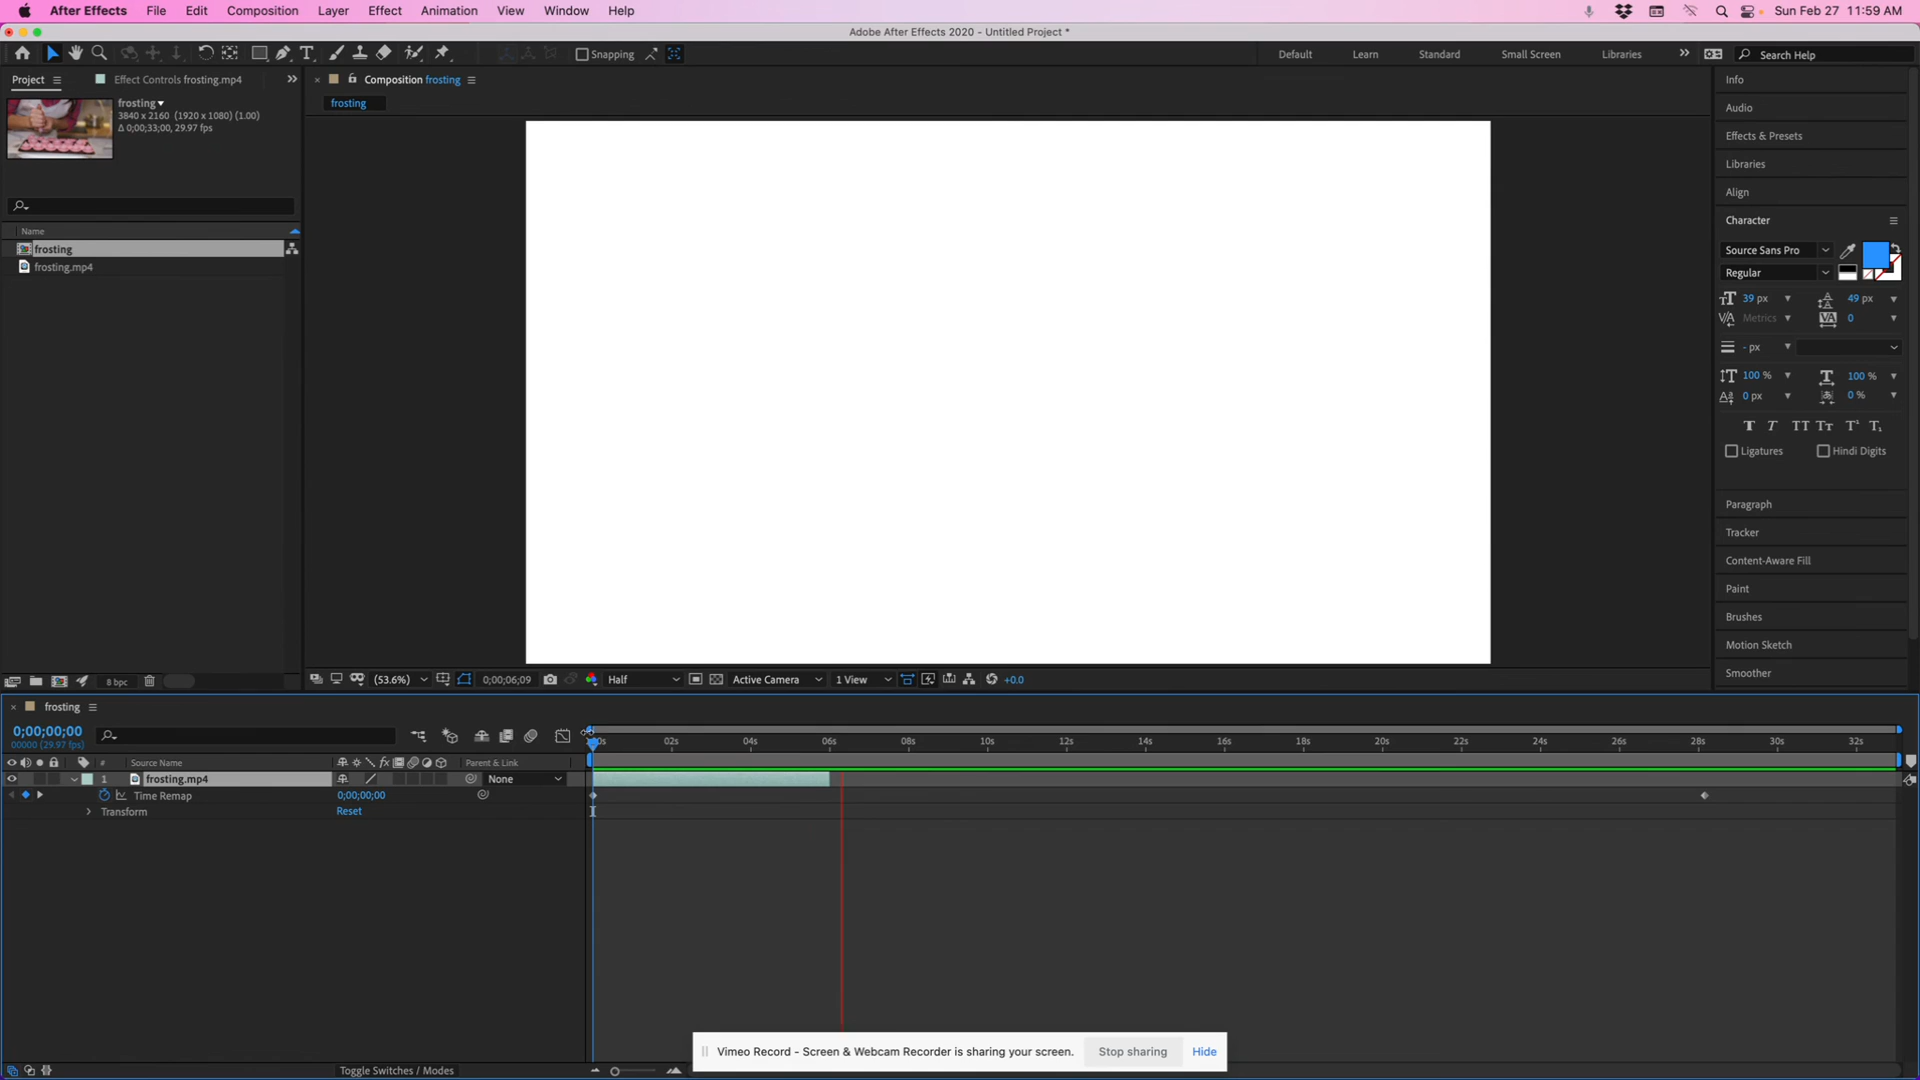 After Effects File Edit Composition Layer Effect Animation View Window Help Sun Feb 27 11:59 AM
Adobe After Effects 2020 - Untitled Project *
Snapping Default Learn Standard Small Screen Libraries Search Help
Project Effect Controls frosting.mp4
Composition frosting
frosting
frosting
3840 x 2160 (1920 x 1080) (1.00)
Δ 0;00;33;00, 29.97 fps
Name
frosting
frosting.mp4
8 bpc
(53.6%) 0;00;06;09 Half Active Camera 1 View +0.0
Info
Audio
Effects & Presets
Libraries
Align
Character
Source Sans Pro
Regular
39 px 49 px
Metrics 0
- px
100 % 100 %
0 px 0 %
Ligatures Hindi Digits
Paragraph
Tracker
Content-Aware Fill
Paint
Brushes
Motion Sketch
Smoother
frosting
0;00;00;00
00000 (29.97 fps)
02s 04s 06s 08s 10s 12s 14s 16s 18s 20s 22s 24s 26s 28s 30s 32s
# Source Name Parent & Link
1 frosting.mp4 None
Time Remap 0;00;00;00
Transform Reset
Vimeo Record - Screen & Webcam Recorder is sharing your screen. Stop sharing Hide
Toggle Switches / Modes